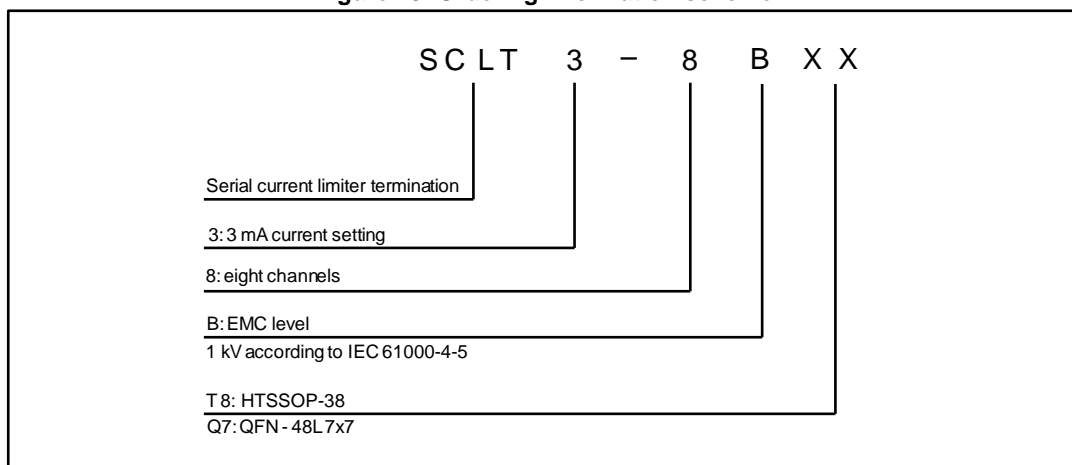 SCLT 3 – 8 B XX
Serial current limiter termination
3: 3 mA current setting
8: eight channels
B: EMC level
1 kV according to IEC 61000-4-5
T8: HTSSOP-38
Q7: QFN - 48L 7x7